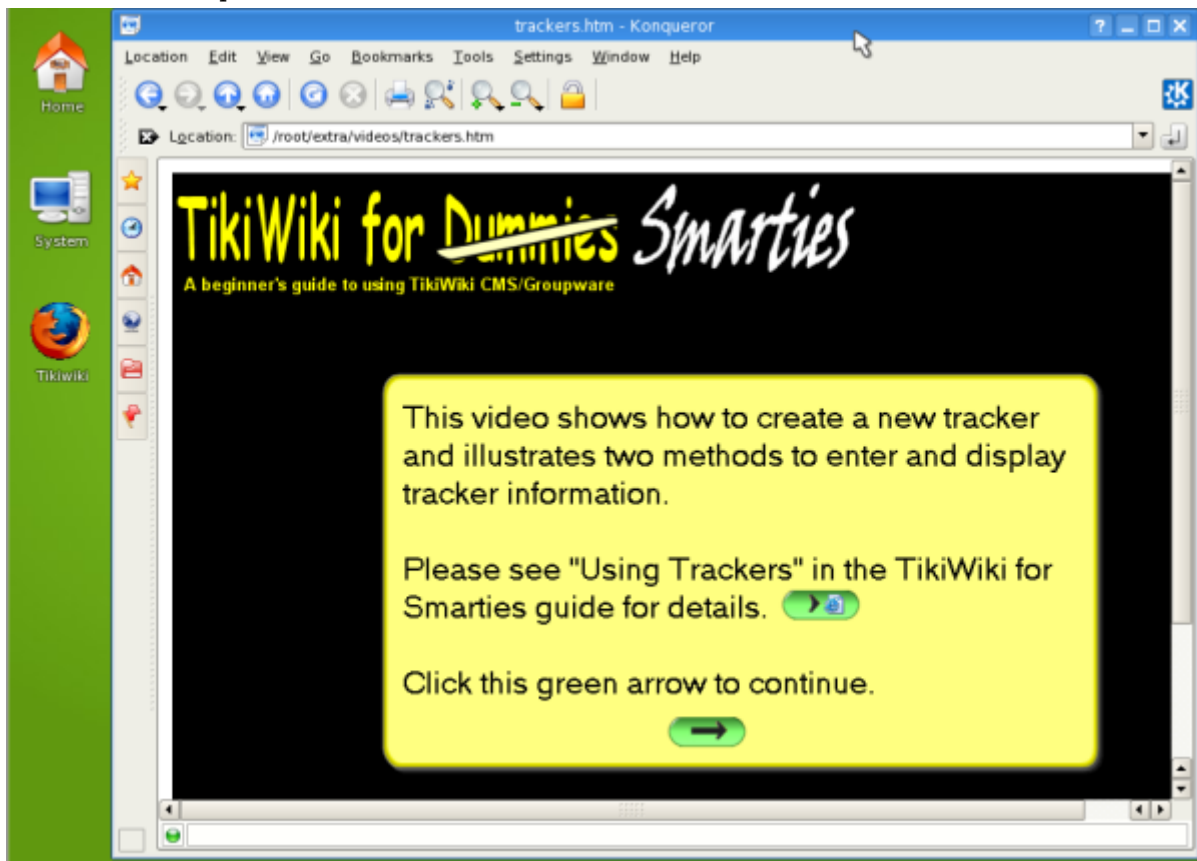 trackers.htm - Konqueror
Location Edit View Go Bookmarks Tools Settings Window Help
Location: /root/extra/videos/trackers.htm
Home
System
Tikiwiki
TikiWiki for Dummies Smarties
A beginner's guide to using TikiWiki CMS/Groupware
This video shows how to create a new tracker
and illustrates two methods to enter and display
tracker information.
Please see "Using Trackers" in the TikiWiki for
Smarties guide for details.
Click this green arrow to continue.